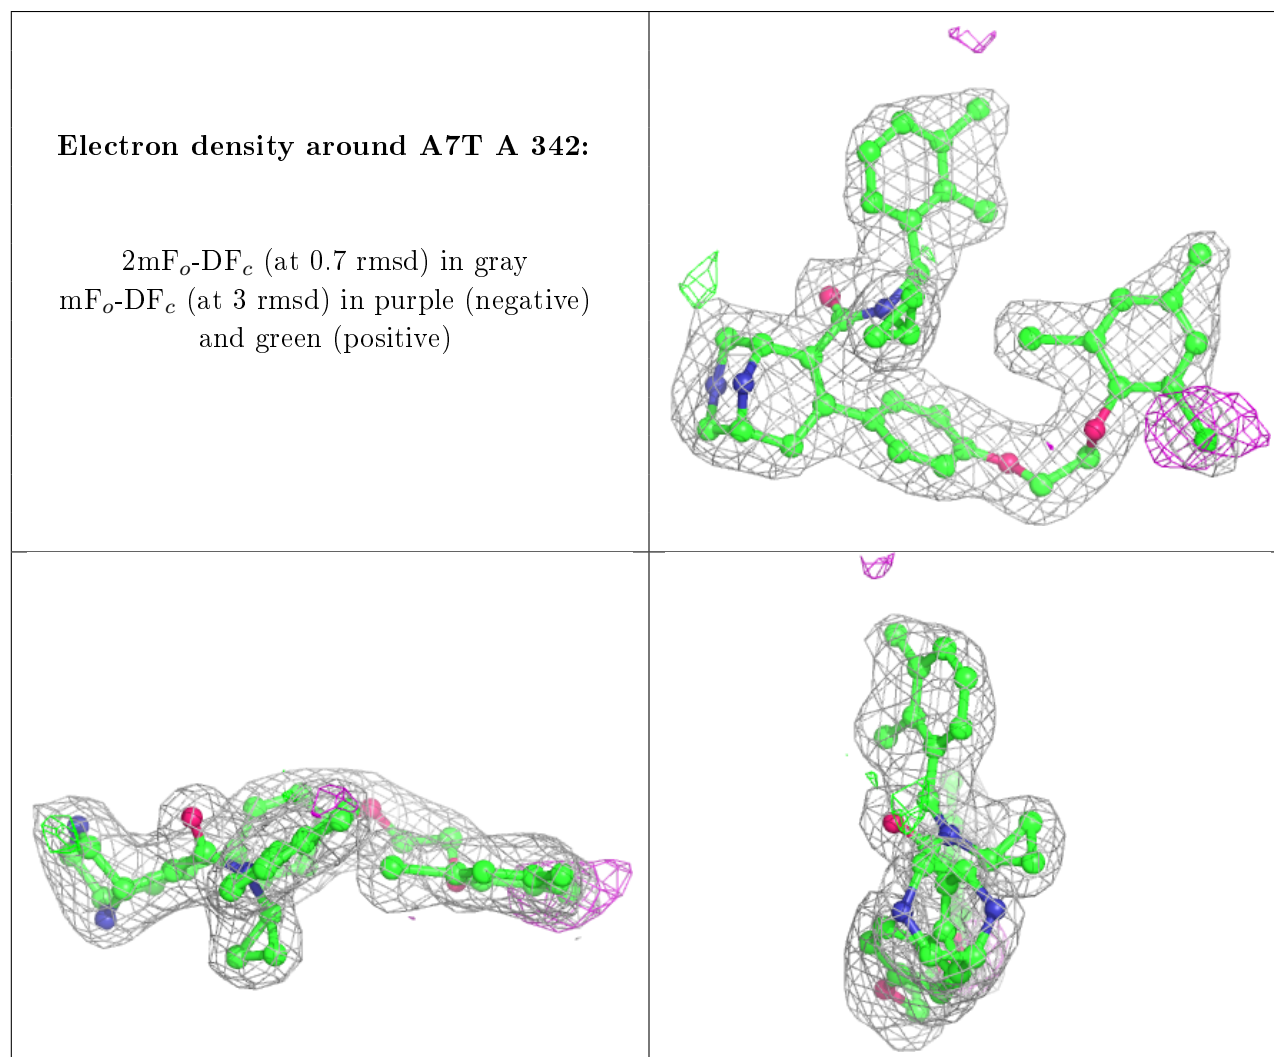 Electron density around A7T A 342:
2mFo-DFc (at 0.7 rmsd) in gray
mFo-DFc (at 3 rmsd) in purple (negative)
and green (positive)